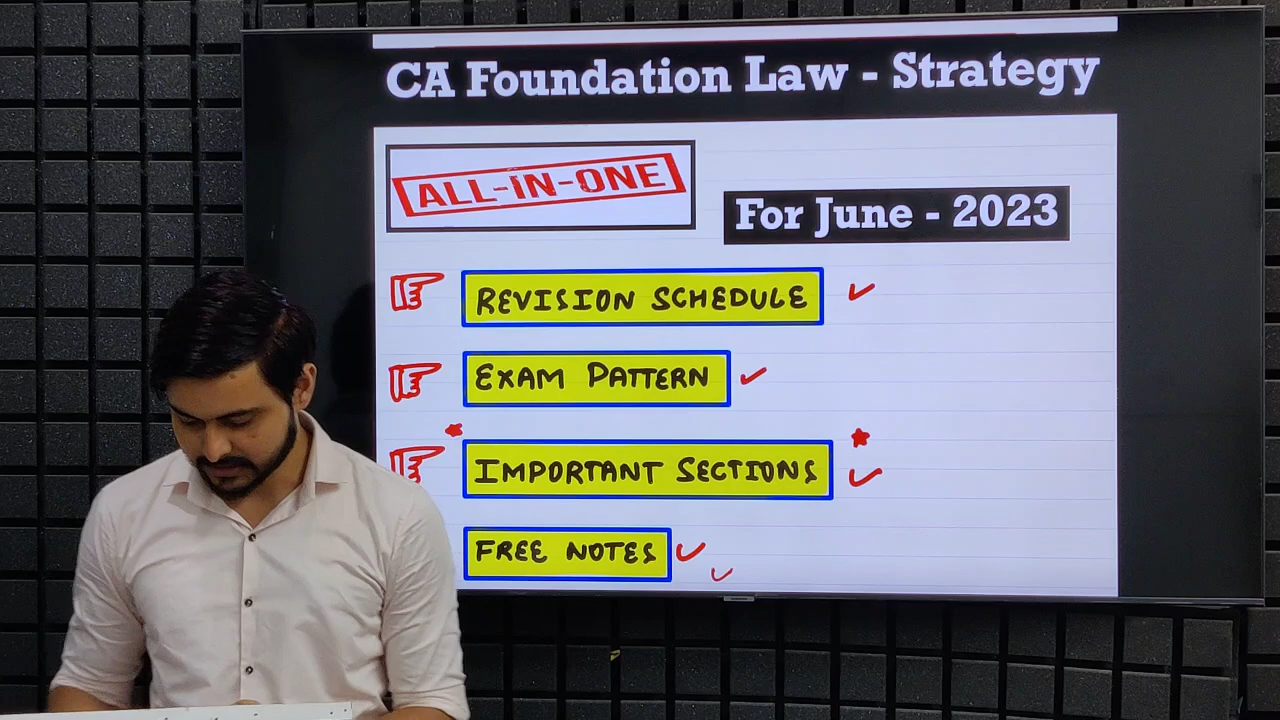 CA Foundation Law - Strategy
ALL-IN-ONE
For June - 2023
REVISION SCHEDULE
EXAM PATTERN
IMPORTANT SECTIONS
FREE NOTES